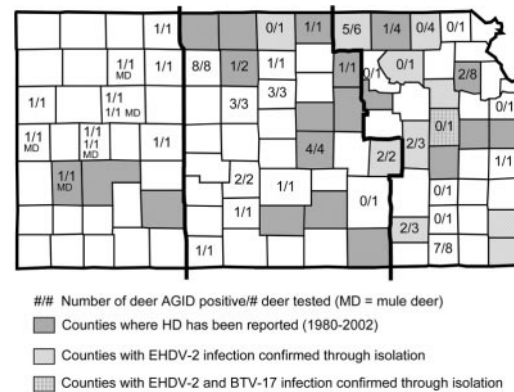 1/1 0/1 1/1 5/6 1/4 0/4 0/1
1/1 1/1 8/8 1/2 1/1 1/1 0/1 0/1 2/8
MD
3/3
1/1 1/1 3/3 0/1
1/1 MD
0/1
1/1 1/1 1/1 4/4 2/3
MD 1/1
1/1 MD
1/1 2/2 1/1
MD
2/2 1/1 0/1 0/1
1/1 2/3 0/1
1/1 7/8
#/# Number of deer AGID positive/# deer tested (MD = mule deer)
Counties where HD has been reported (1980-2002)
Counties with EHDV-2 infection confirmed through isolation
Counties with EHDV-2 and BTV-17 infection confirmed through isolation